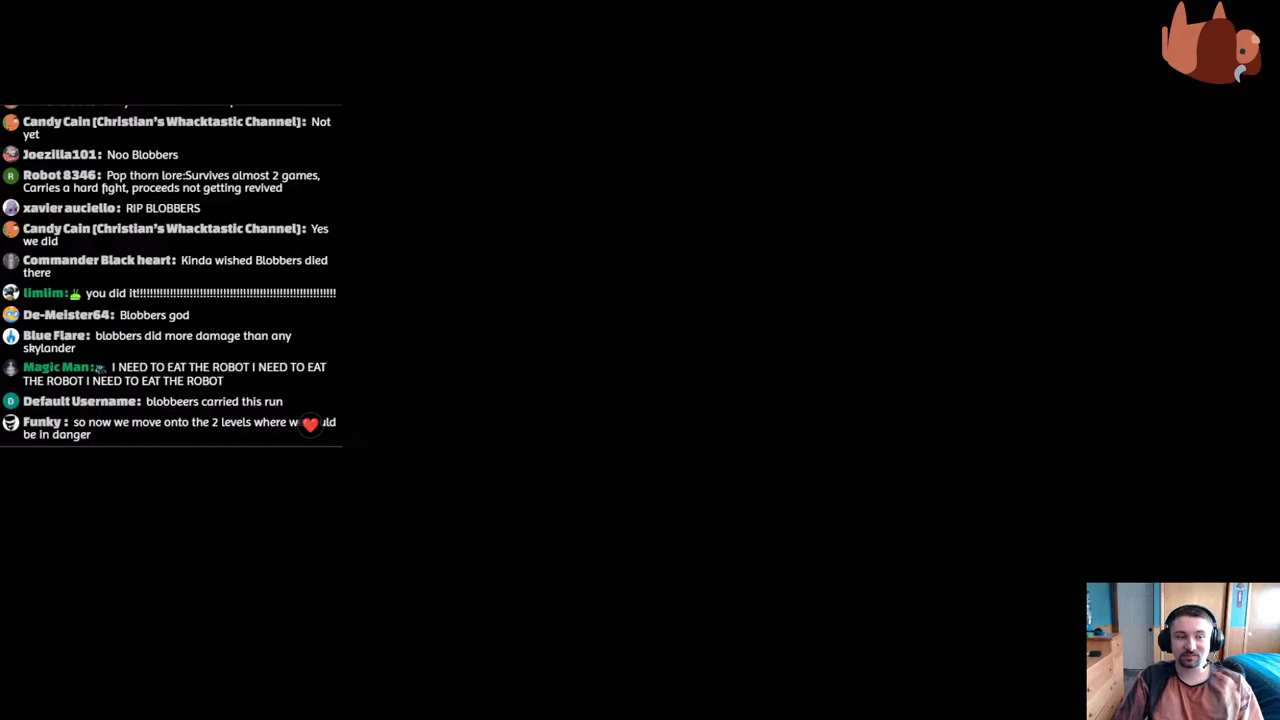 Candy Cain [Christian's Whacktastic Channel]: Not
yet
Joezilla101: Noo Blobbers
R Robot 8346: Pop thorn lore:Survives almost 2 games,
Carries a hard fight, proceeds not getting revived
xavier auciello: RIP BLOBBERS
Candy Cain [Christian's Whacktastic Channel]: Yes
we did
Commander Black heart: Kinda wished Blobbers died
there
limlim: you did it!!!!!!!!!!!!!!!!!!!!!!!!!!!!!!!!!!!!!!!!!!!!!!!!!!!!!!!!!!!!
De-Meister64: Blobbers god
Blue Flare: blobbers did more damage than any
skylander
Magic Man: I NEED TO EAT THE ROBOT I NEED TO EAT
THE ROBOT I NEED TO EAT THE ROBOT
D Default Username: blobbeers carried this run
Funky : so now we move onto the 2 levels where
be in danger